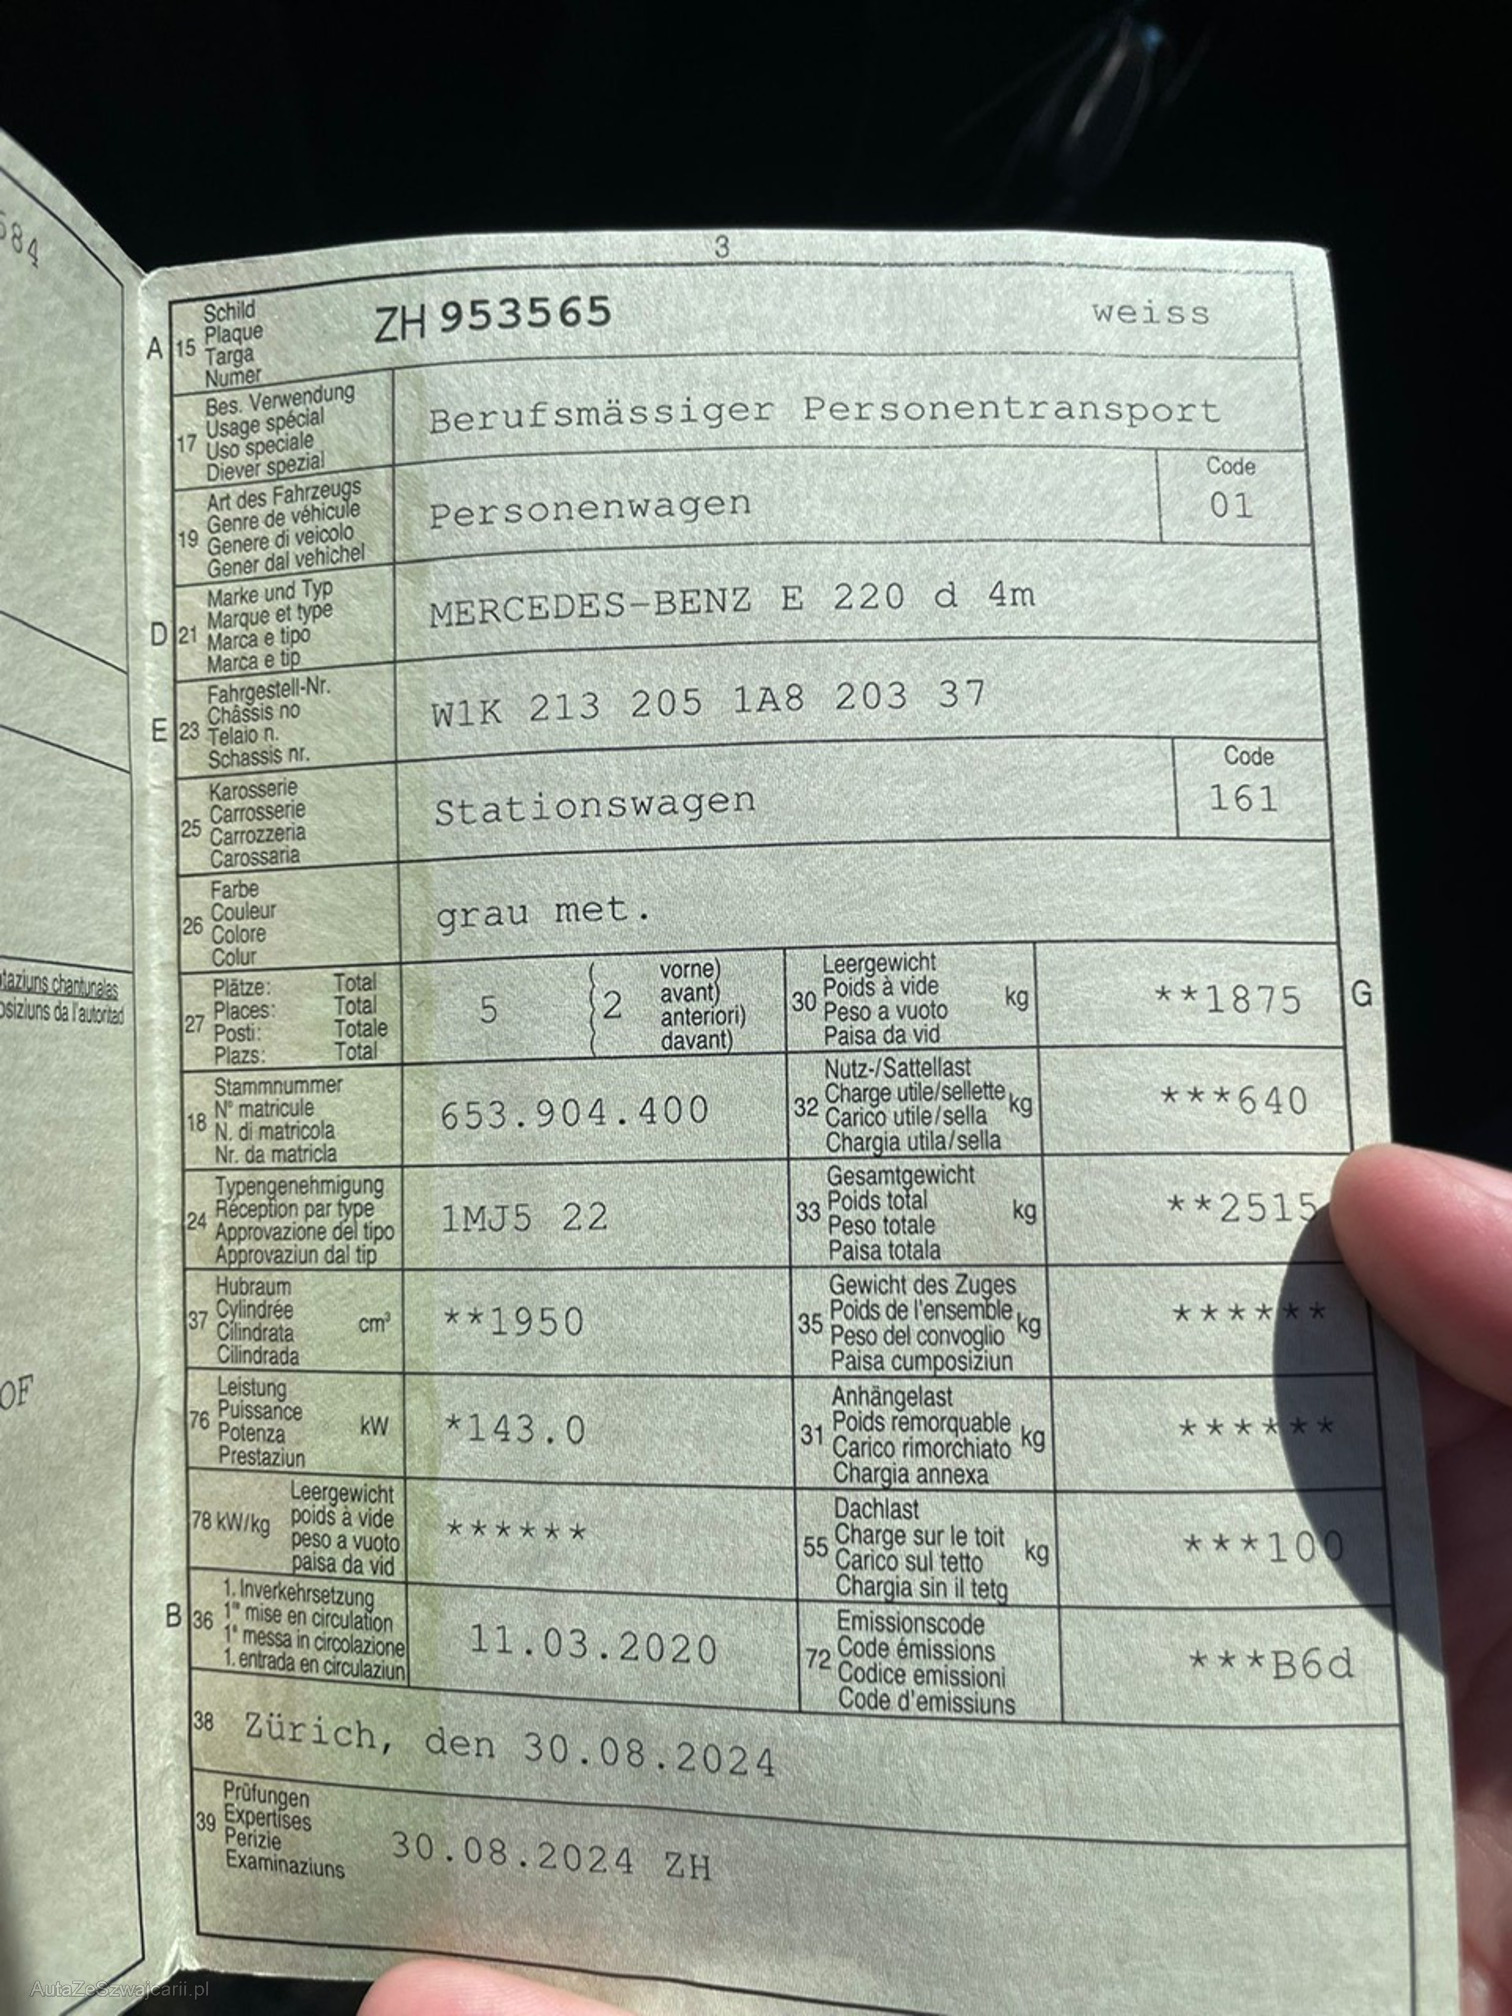 684
taziuns chantunales
osiziuns da l'autoritad
OF
3
A 15 Schild
Plaque
Targa
Numer
ZH 953565 weiss
17 Bes. Verwendung
Usage spécial
Uso speciale
Diever spezial
Berufsmässiger Personentransport
19 Art des Fahrzeugs
Genre de véhicule
Genere di veicolo
Gener dal vehichel
Personenwagen
Code
01
D 21 Marke und Typ
Marque et type
Marca e tipo
Marca e tip
MERCEDES-BENZ E 220 d 4m
E 23 Fahrgestell-Nr.
Châssis no
Telaio n.
Schassis nr.
W1K 213 205 1A8 203 37
25 Karosserie
Carrosserie
Carrozzeria
Carossaria
Stationswagen
Code
161
26 Farbe
Couleur
Colore
Colur
grau met.
27 Plätze: Total
Places: Total
Posti: Totale
Plazs: Total
5 (2 vorne)
avant)
anteriori)
davant)
30 Leergewicht
Poids à vide
Peso a vuoto
Paisa da vid
kg
**1875
G
18 Stammnummer
N° matricule
N. di matricola
Nr. da matricla
653.904.400
32 Nutz-/Sattellast
Charge utile/sellette
Carico utile/sella
Chargia utila/sella
kg
***640
24 Typengenehmigung
Réception par type
Approvazione del tipo
Approvaziun dal tip
1MJ5 22
33 Gesamtgewicht
Poids total
Peso totale
Paisa totala
kg
**2515
37 Hubraum
Cylindrée
Cilindrata
Cilindrada
cm³
**1950
35 Gewicht des Zuges
Poids de l'ensemble
Peso del convoglio
Paisa cumposiziun
kg
******
76 Leistung
Puissance
Potenza
Prestaziun
kW
*143.0
31 Anhängelast
Poids remorquable
Carico rimorchiato
Chargia annexa
kg
******
78 kW/kg Leergewicht
poids à vide
peso a vuoto
paisa da vid
******
55 Dachlast
Charge sur le toit
Carico sul tetto
Chargia sin il tetg
kg
***100
B 36 1. Inverkehrsetzung
1re mise en circulation
1a messa in circolazione
1. entrada en circulaziun
11.03.2020
72 Emissionscode
Code émissions
Codice emissioni
Code d'emissiuns
***B6d
38 Zürich, den 30.08.2024
39 Prüfungen
Expertises
Perizie
Examinaziuns
30.08.2024 ZH
AutaZeSzwajcarii.pl